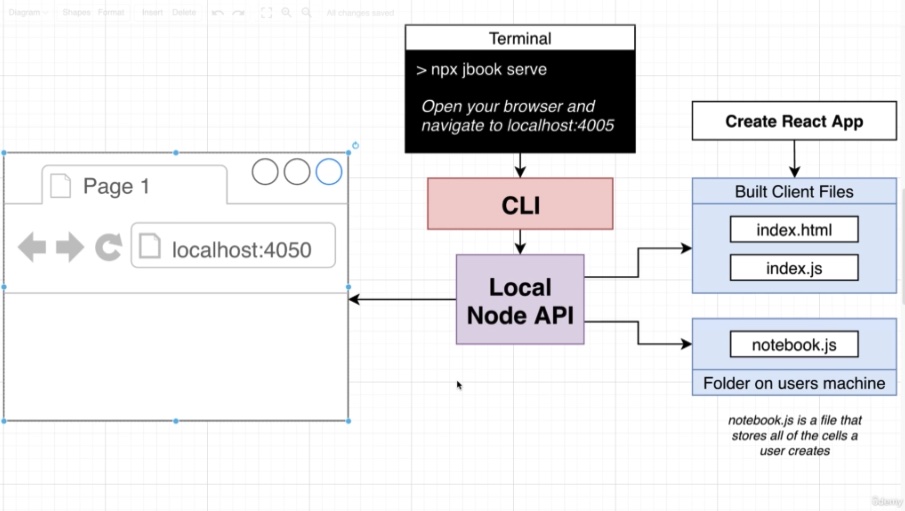 Diagram
Shapes Format Insert Delete
All changes saved
Terminal
> npx jbook serve
Open your browser and
navigate to localhost:4005
Create React App
Page 1
CLI
Built Client Files
index.html
localhost:4050
index.js
Local
Node API
notebook.js
Folder on users machine
notebook.js is a file that
stores all of the cells a
user creates
Udemy